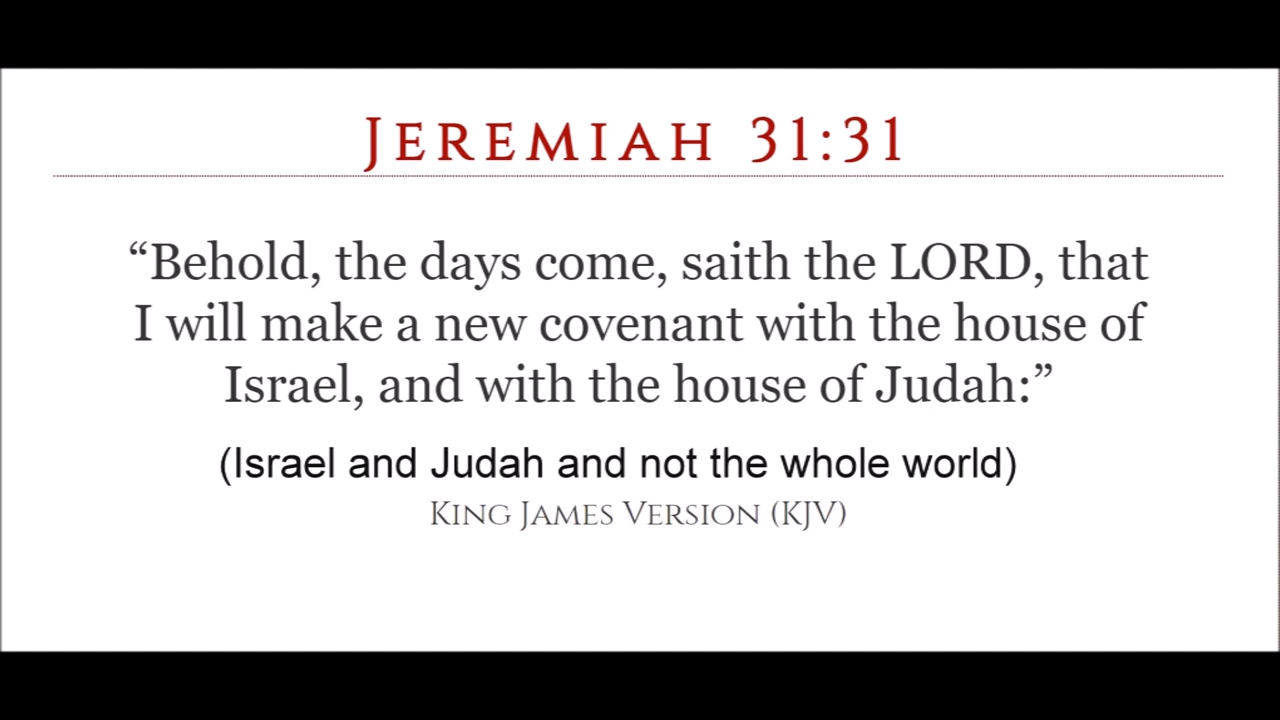 Jeremiah 31:31
“Behold, the days come, saith the LORD, that
I will make a new covenant with the house of
Israel, and with the house of Judah:”
(Israel and Judah and not the whole world)
King James Version (KJV)